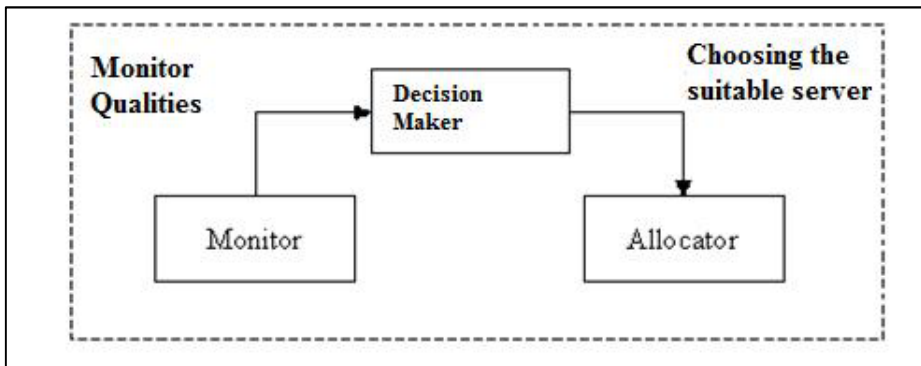 Monitor
Qualities
Choosing the
suitable server
Decision
Maker
Monitor
Allocator